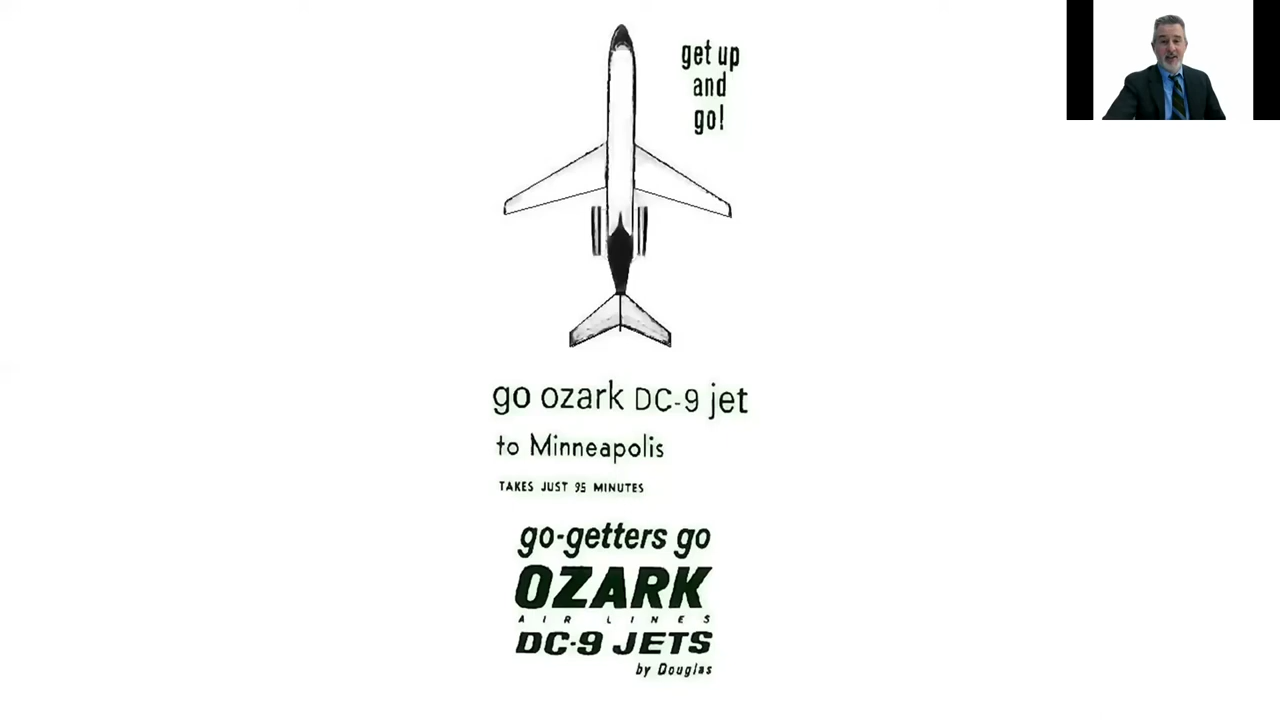 get up
and
go!
go ozark DC-9 jet
to Minneapolis
TAKES JUST 95 MINUTES
go-getters go
OZARK
AIR LINES
DC-9 JETS
by Douglas